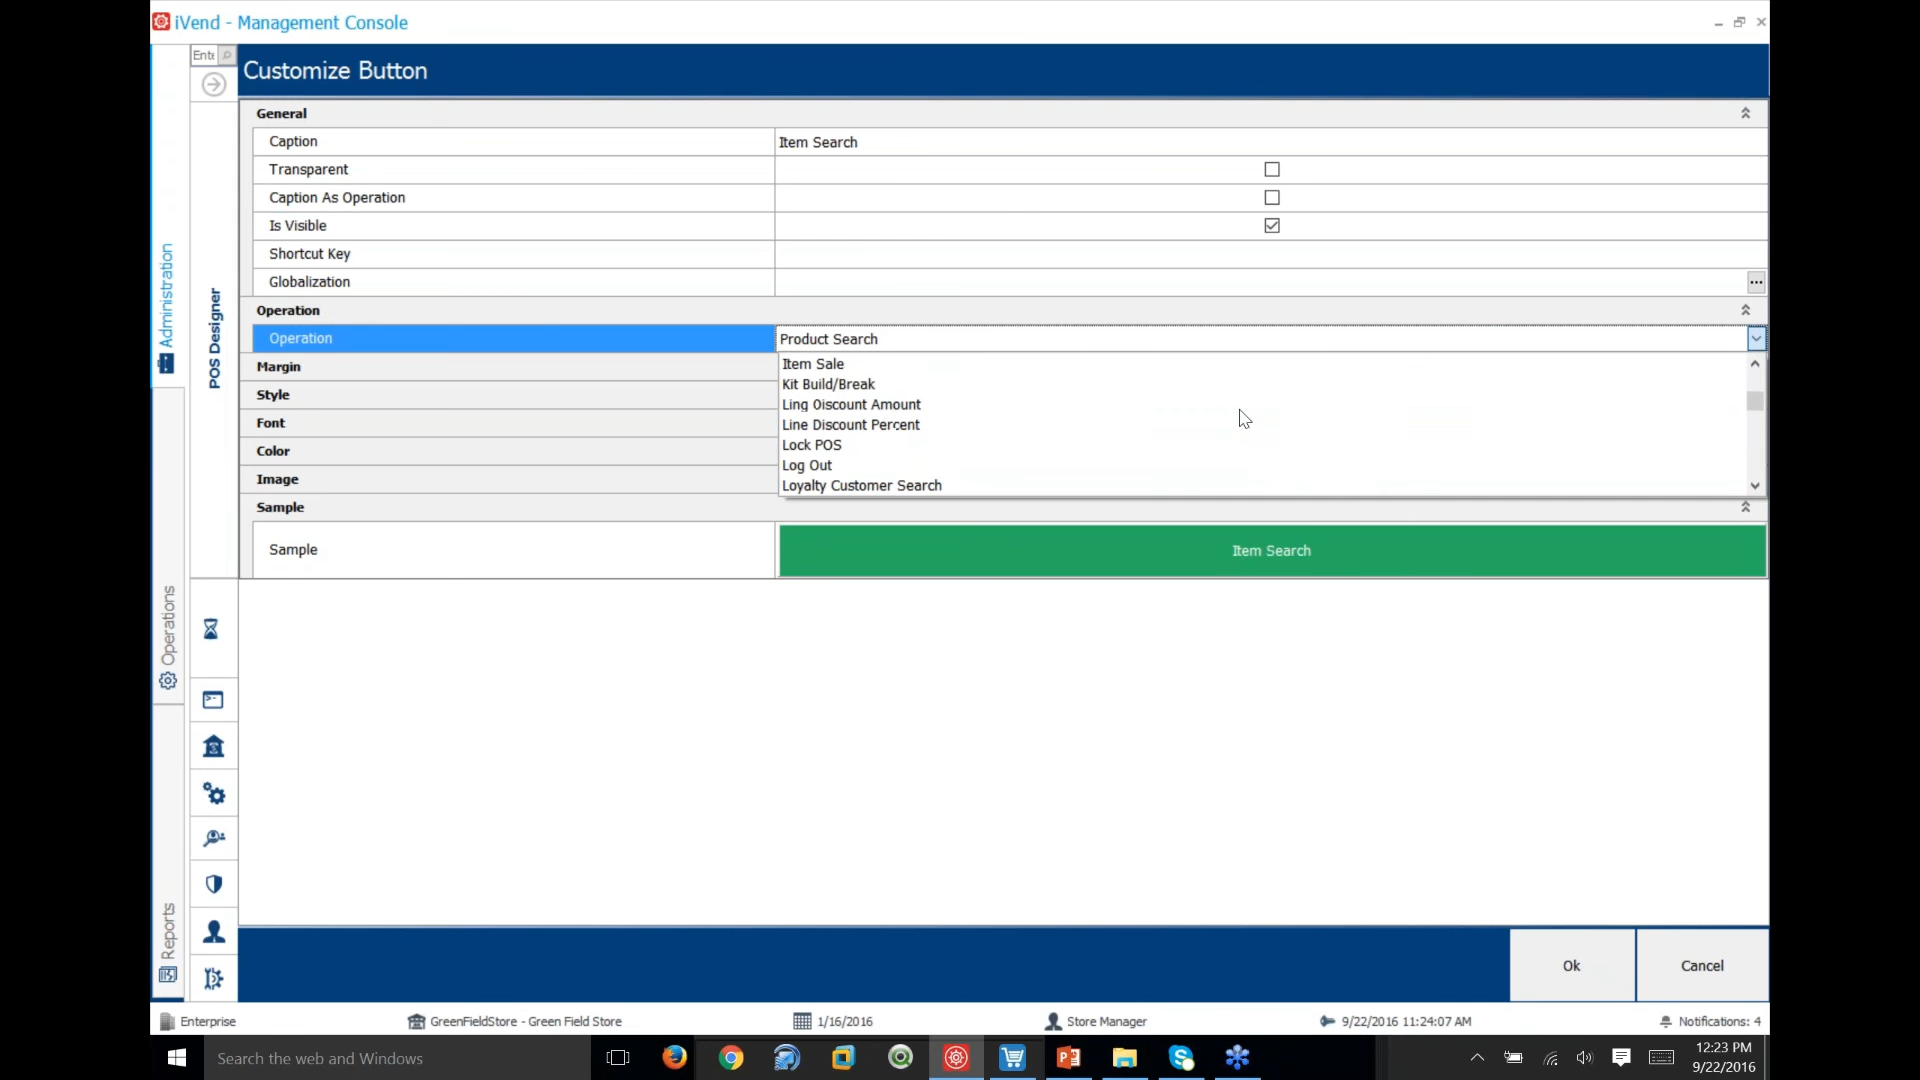 iVend - Management Console
Ente
Customize Button
General
Caption
Item Search
Transparent
Caption As Operation
Is Visible
Shortcut Key
Globalization
...
Operation
Operation
Product Search
Item Sale
Kit Build/Break
Ling Oiscount Amount
Line Discount Percent
Lock POS
Log Out
Loyalty Customer Search
Margin
Style
Font
Color
Image
Sample
Sample
Item Search
Administration
POS Designer
Operations
Reports
Ok
Cancel
Enterprise
GreenFieldStore - Green Field Store
1/16/2016
Store Manager
9/22/2016 11:24:07 AM
Notifications: 4
Search the web and Windows
12:23 PM
9/22/2016